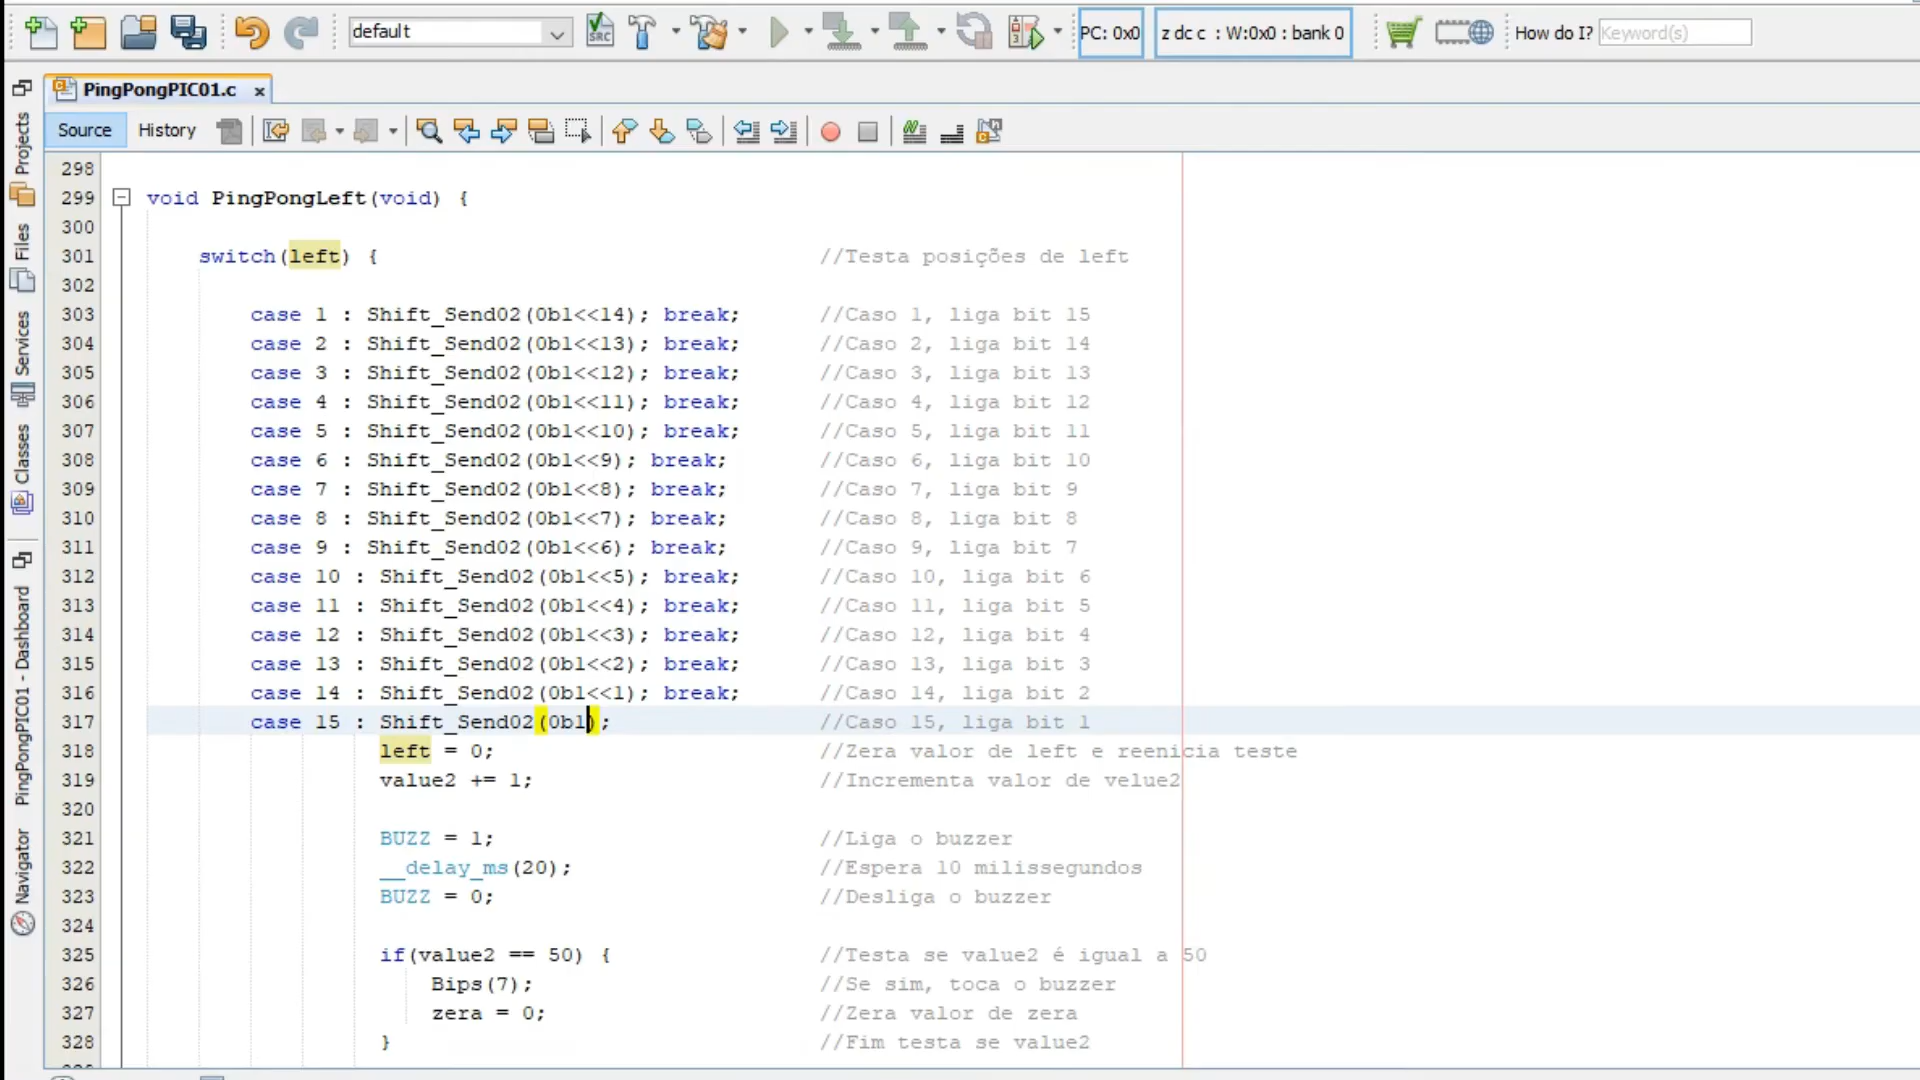 default
PC: 0x0
z dc c : W:0x0 : bank 0
How do I?
Keyword(s)
PingPongPIC01.c
Source
History
Projects
Files
Services
Classes
PingPongPIC01 - Dashboard
Navigator
298
299 void PingPongLeft(void) {
300
301 switch(left) { //Testa posições de left
302
303 case 1 : Shift_Send02(0b1<<14); break; //Caso 1, liga bit 15
304 case 2 : Shift_Send02(0b1<<13); break; //Caso 2, liga bit 14
305 case 3 : Shift_Send02(0b1<<12); break; //Caso 3, liga bit 13
306 case 4 : Shift_Send02(0b1<<11); break; //Caso 4, liga bit 12
307 case 5 : Shift_Send02(0b1<<10); break; //Caso 5, liga bit 11
308 case 6 : Shift_Send02(0b1<<9); break; //Caso 6, liga bit 10
309 case 7 : Shift_Send02(0b1<<8); break; //Caso 7, liga bit 9
310 case 8 : Shift_Send02(0b1<<7); break; //Caso 8, liga bit 8
311 case 9 : Shift_Send02(0b1<<6); break; //Caso 9, liga bit 7
312 case 10 : Shift_Send02(0b1<<5); break; //Caso 10, liga bit 6
313 case 11 : Shift_Send02(0b1<<4); break; //Caso 11, liga bit 5
314 case 12 : Shift_Send02(0b1<<3); break; //Caso 12, liga bit 4
315 case 13 : Shift_Send02(0b1<<2); break; //Caso 13, liga bit 3
316 case 14 : Shift_Send02(0b1<<1); break; //Caso 14, liga bit 2
317 case 15 : Shift_Send02(0b1); //Caso 15, liga bit 1
318 left = 0; //Zera valor de left e reenicia teste
319 value2 += 1; //Incrementa valor de velue2
320
321 BUZZ = 1; //Liga o buzzer
322 __delay_ms(20); //Espera 10 milissegundos
323 BUZZ = 0; //Desliga o buzzer
324
325 if(value2 == 50) { //Testa se value2 é igual a 50
326 Bips(7); //Se sim, toca o buzzer
327 zera = 0; //Zera valor de zera
328 } //Fim testa se value2